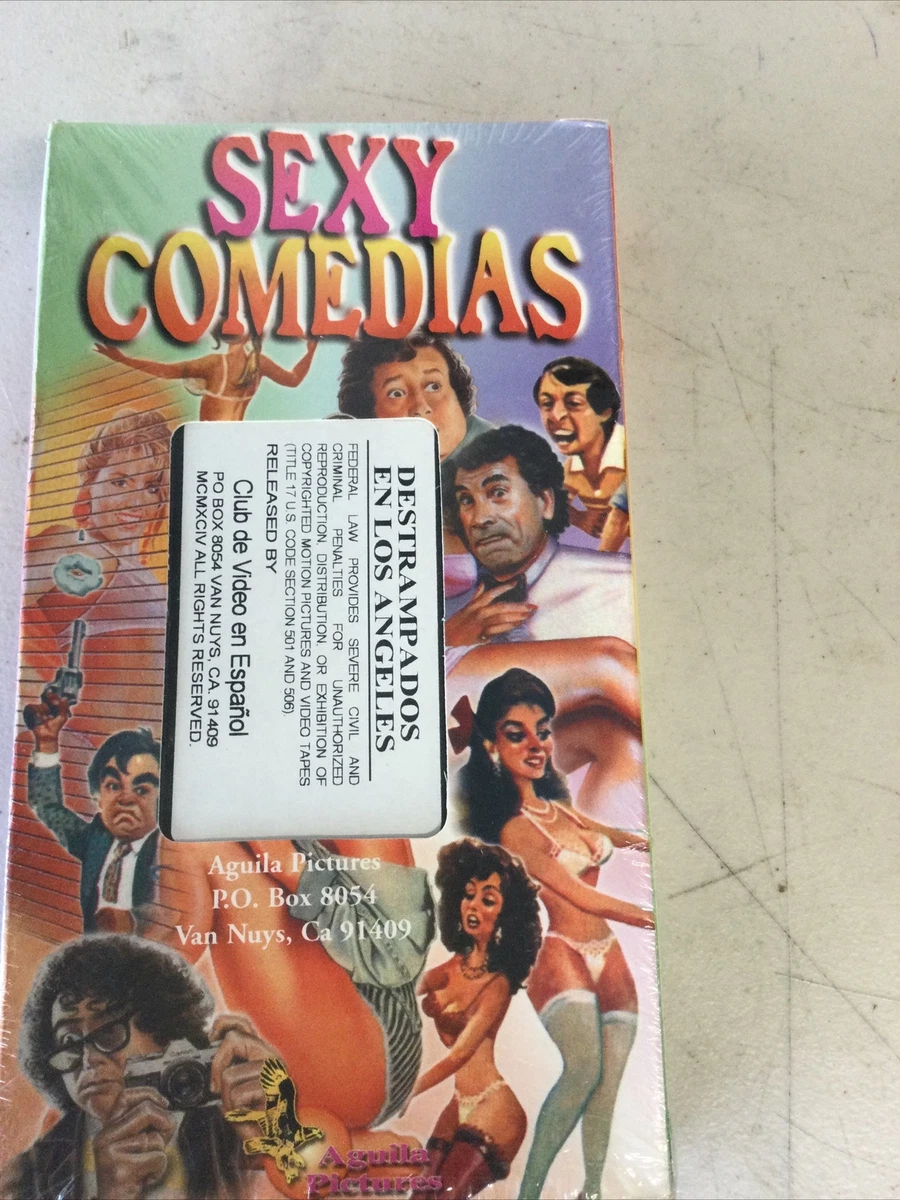 SEXY
COMEDIAS
DESTRAMPADOS
EN LOS ANGELES
FEDERAL LAW PROVIDES SEVERE CIVIL AND
CRIMINAL PENALTIES FOR UNAUTHORIZED
REPRODUCTION, DISTRIBUTION, OR EXHIBITION OF
COPYRIGHTED MOTION PICTURES AND VIDEO TAPES
(TITLE 17 U.S. CODE SECTION 501 AND 506).
RELEASED BY
Club de Video en Español
PO BOX 8054 VAN NUYS, CA. 91409
MCMXCIV ALL RIGHTS RESERVED.
Aguila Pictures
P.O. Box 8054
Van Nuys, Ca 91409
Aguila
Pictures